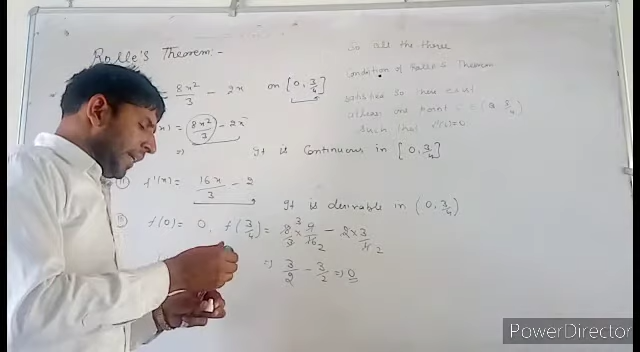 Rolle's Theorem:-
= 8x²/3 - 2x on [0, 3/4]
x) = 8x²/3 - 2x
⇒ It is Continuous in [0, 3/4]
(ii) f'(x) = 16x/3 - 2
It is derivable in (0, 3/4)
(iii) f(0) = 0, f(3/4) = 8/3 × 9/16 - 2 × 3/4
⇒ 3/2 - 3/2 ⇒ 0
So all the three
Condition of Rolle's Theorem
satisfied So here exist
atleast one point C ∈ (0, 3/4)
Such that f'(c)=0
PowerDirector